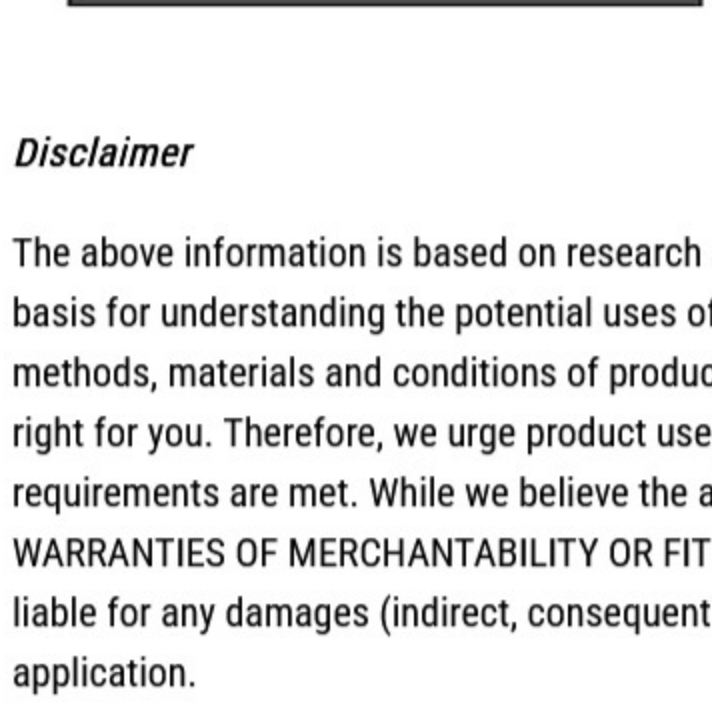 Disclaimer
The above information is based on research
basis for understanding the potential uses of
methods, materials and conditions of produc
right for you. Therefore, we urge product use
requirements are met. While we believe the a
WARRANTIES OF MERCHANTABILITY OR FIT
liable for any damages (indirect, consequent
application.